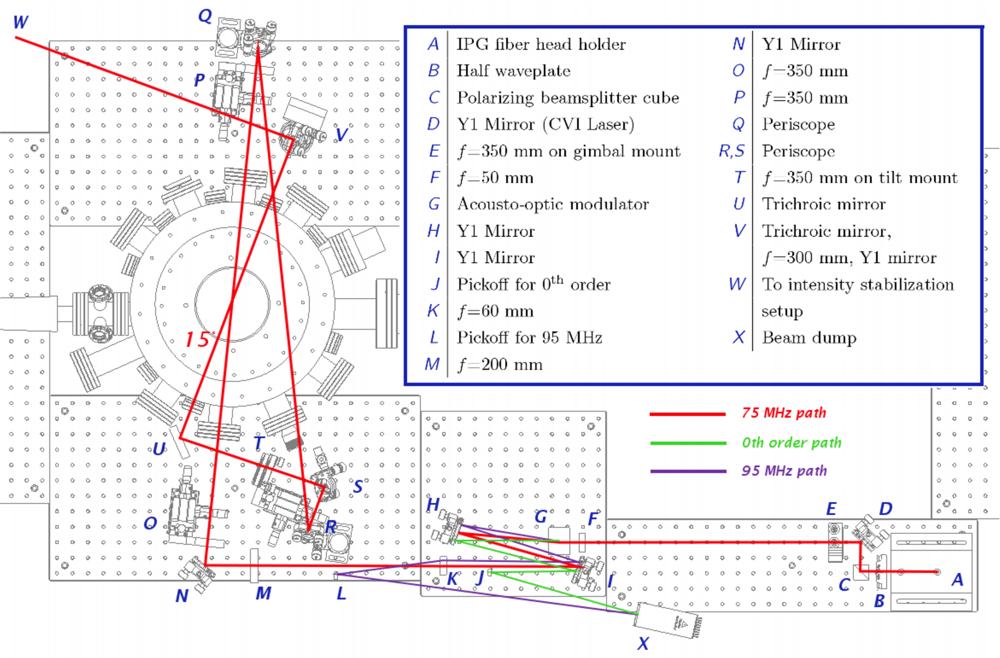 W
Q
P
V
A IPG fiber head holder
B Half waveplate
C Polarizing beamsplitter cube
D Y1 Mirror (CVI Laser)
E f=350 mm on gimbal mount
F f=50 mm
G Acousto-optic modulator
H Y1 Mirror
I Y1 Mirror
J Pickoff for 0th order
K f=60 mm
L Pickoff for 95 MHz
M f=200 mm
N Y1 Mirror
O f=350 mm
P f=350 mm
Q Periscope
R,S Periscope
T f=350 mm on tilt mount
U Trichroic mirror
V Trichroic mirror,
f=300 mm, Y1 mirror
W To intensity stabilization
setup
X Beam dump
15
75 MHz path
0th order path
95 MHz path
U
T
S
O
R
N
M
L
H
G
F
K
J
I
E
D
C
B
A
X